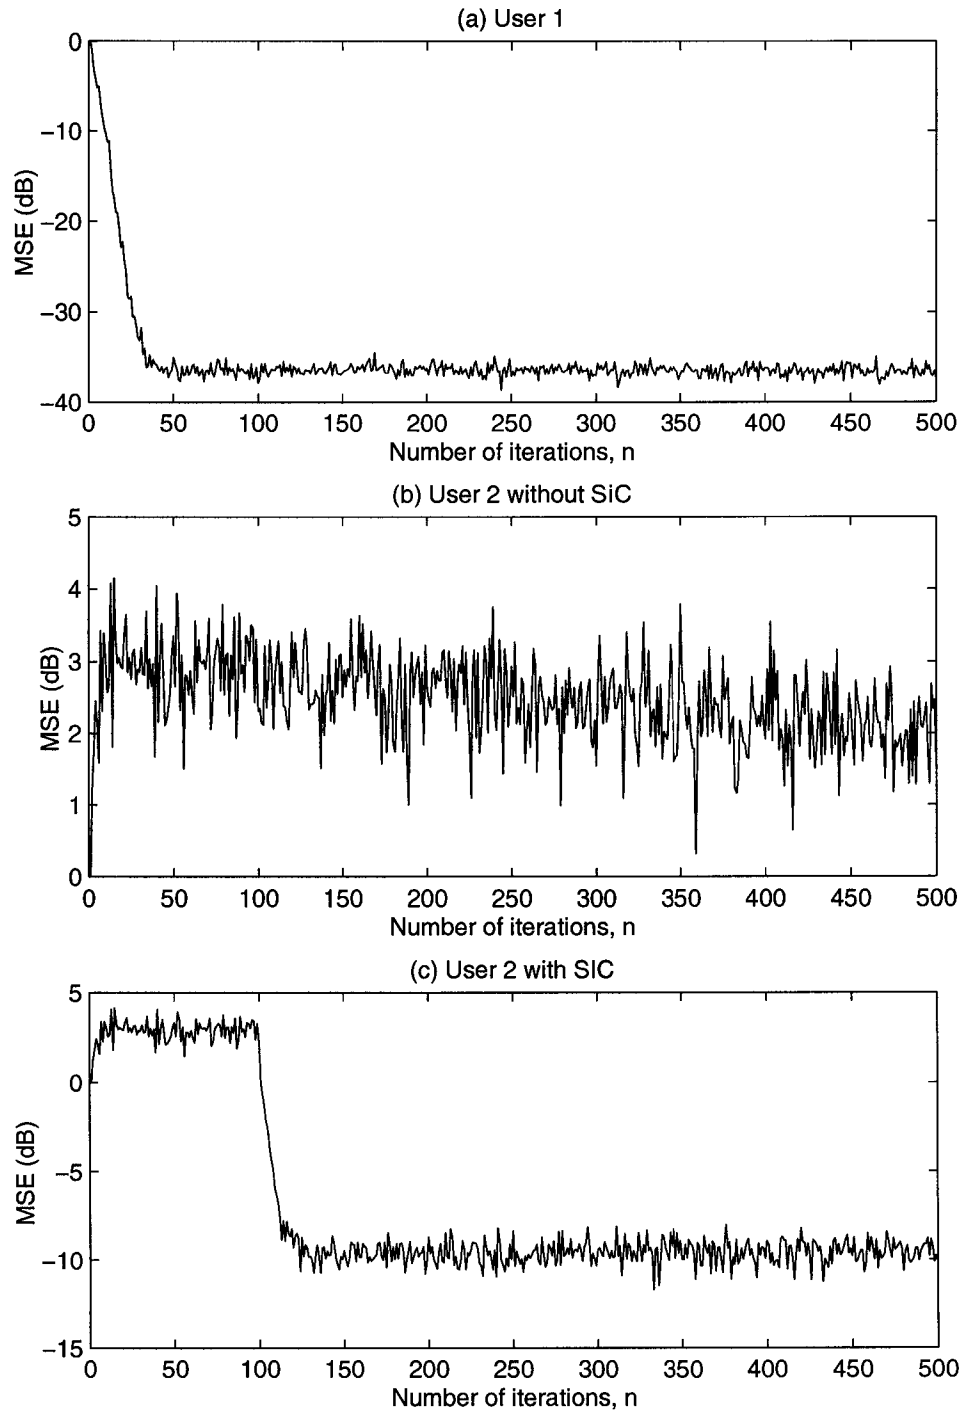 (a) User 1
0
−10
−20
−30
−40
MSE (dB)
0 50 100 150 200 250 300 350 400 450 500
Number of iterations, n
(b) User 2 without SiC
5
4
3
2
1
0
MSE (dB)
0 50 100 150 200 250 300 350 400 450 500
Number of iterations, n
(c) User 2 with SIC
5
0
−5
−10
−15
MSE (dB)
0 50 100 150 200 250 300 350 400 450 500
Number of iterations, n